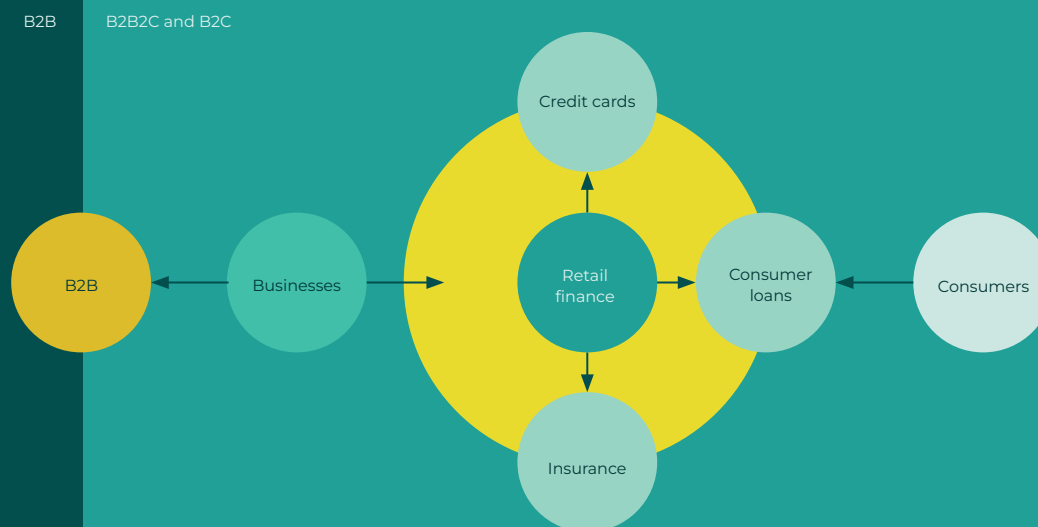 B2B
B2B2C and B2C
Credit cards
B2B
Businesses
Retail
finance
Consumer
loans
Consumers
Insurance